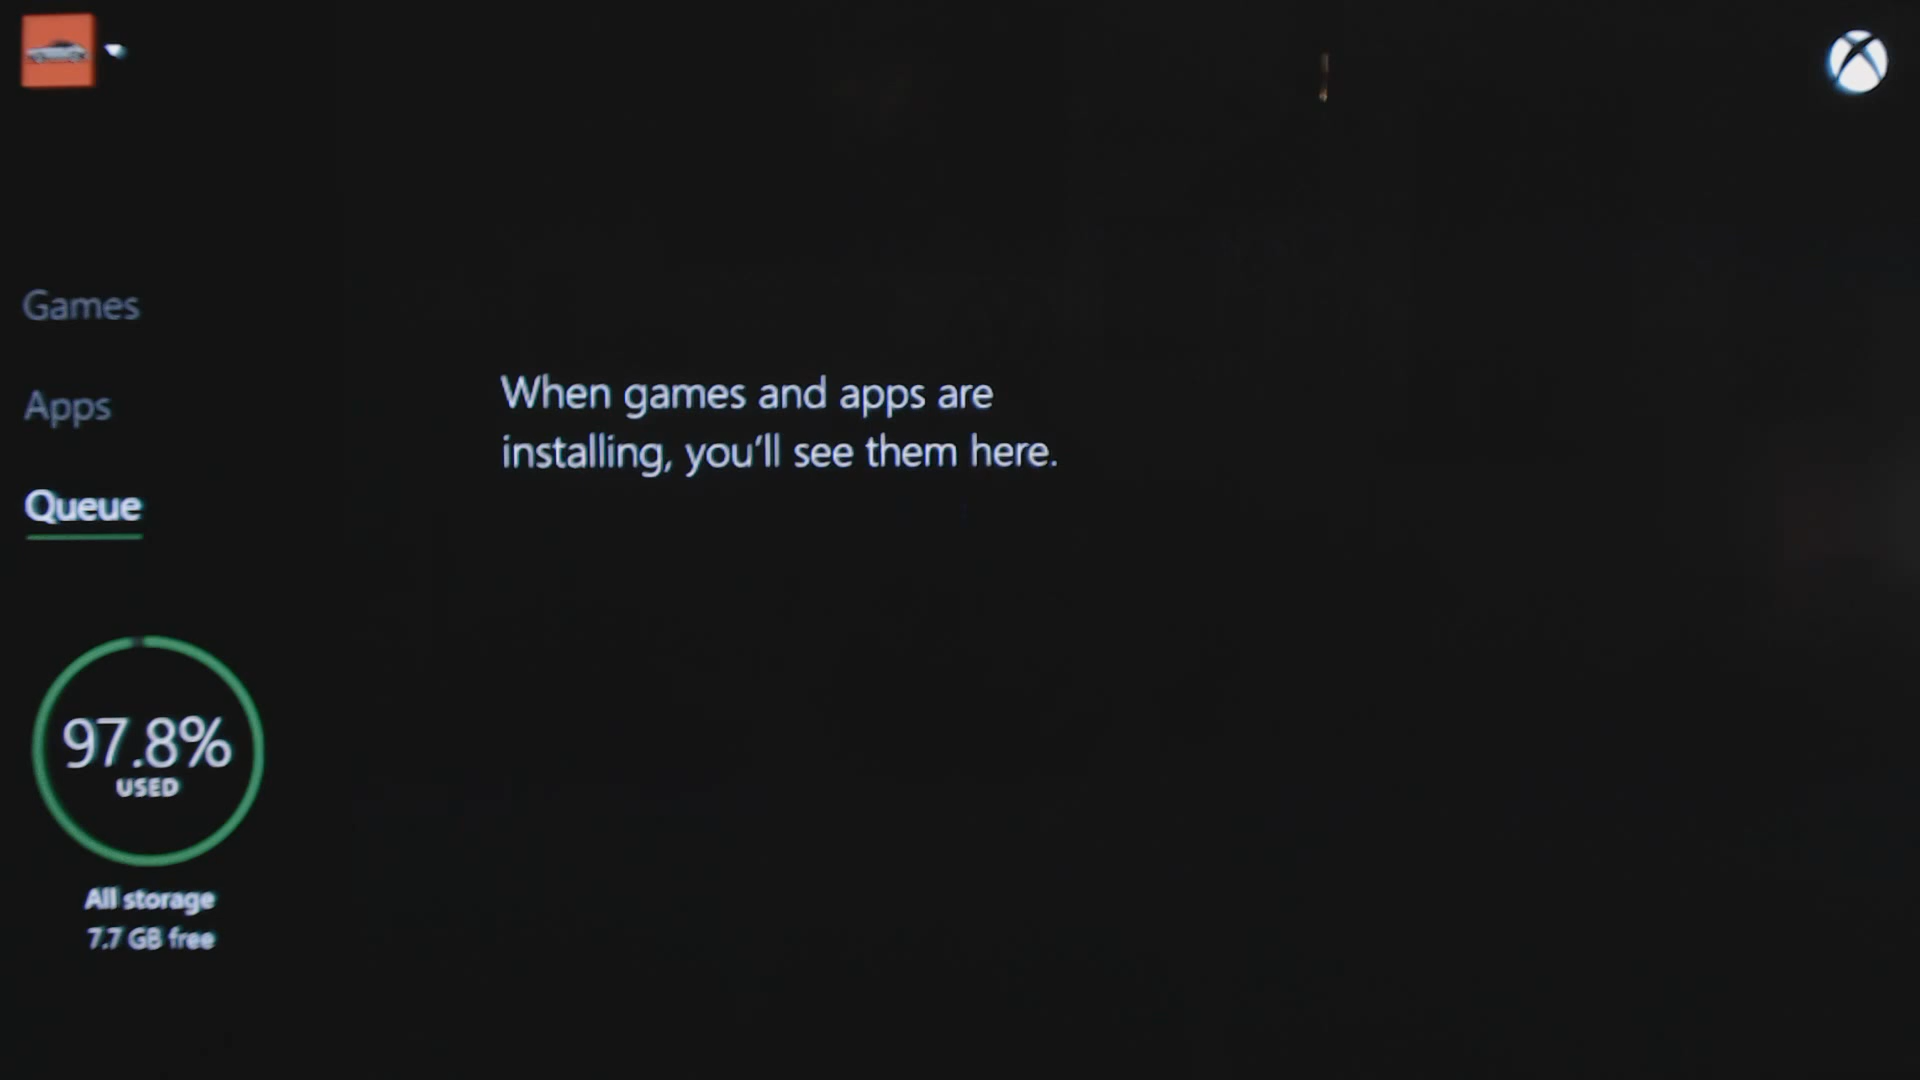 Games
Apps
Queue
When games and apps are
installing, you'll see them here.
97.8%
USED
All storage
7.7 GB free